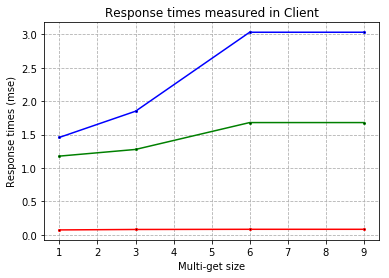 Response times measured in Client
Response times (mse)
3.0
2.5
2.0
1.5
1.0
0.5
0.0
1 2 3 4 5 6 7 8 9
Multi-get size